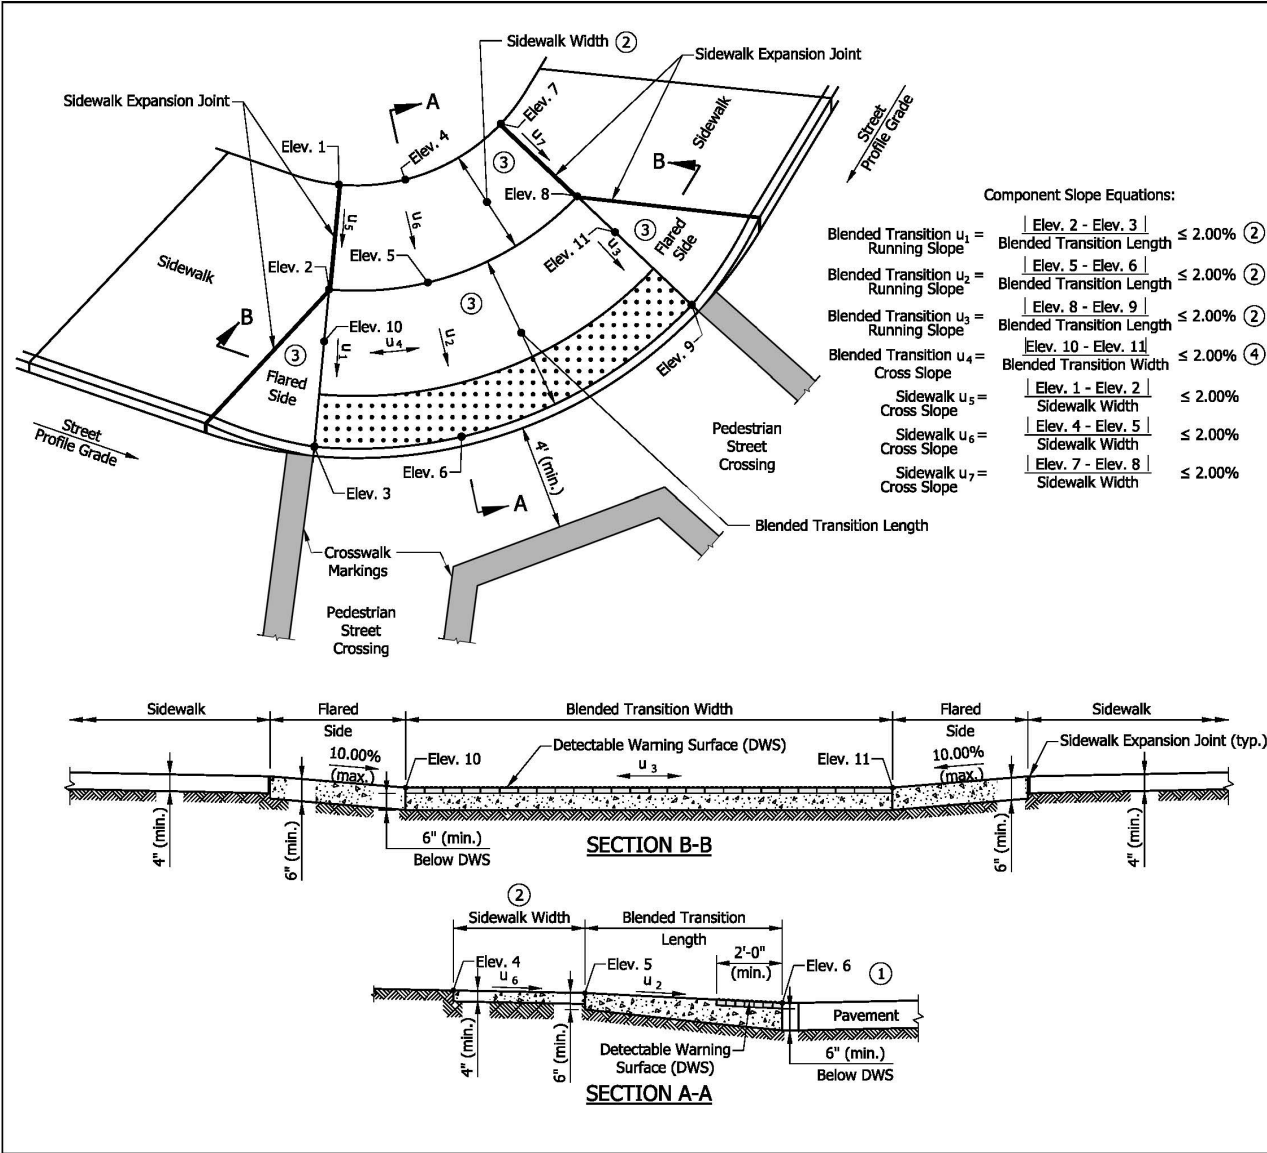 Sidewalk Width ②
Sidewalk Expansion Joint
Sidewalk Expansion Joint
A
Elev. 7
Elev. 4
Elev. 1
u7
③
Sidewalk
B
Street
Profile Grade
Elev. 8
u5
u6
Elev. 11
u3
③
Flared
Side
Sidewalk
Elev. 2
Elev. 5
③
B
Elev. 10
u1
u4
u2
③
Flared
Side
Elev. 9
Street
Profile Grade
Elev. 3
Elev. 6
A
4' (min.)
Pedestrian
Street
Crossing
Blended Transition Length
Crosswalk
Markings
Pedestrian
Street
Crossing
Component Slope Equations:
Blended Transition u1 = | Elev. 2 - Elev. 3 | ≤ 2.00% ②
Running Slope Blended Transition Length
Blended Transition u2 = | Elev. 5 - Elev. 6 | ≤ 2.00% ②
Running Slope Blended Transition Length
Blended Transition u3 = | Elev. 8 - Elev. 9 | ≤ 2.00% ②
Running Slope Blended Transition Length
Blended Transition u4 = |Elev. 10 - Elev. 11| ≤ 2.00% ④
Cross Slope Blended Transition Width
Sidewalk u5 = | Elev. 1 - Elev. 2 | ≤ 2.00%
Cross Slope Sidewalk Width
Sidewalk u6 = | Elev. 4 - Elev. 5 | ≤ 2.00%
Cross Slope Sidewalk Width
Sidewalk u7 = | Elev. 7 - Elev. 8 | ≤ 2.00%
Cross Slope Sidewalk Width
Sidewalk
Flared
Side
Blended Transition Width
Flared
Side
Sidewalk
10.00%
(max.)
Elev. 10
Detectable Warning Surface (DWS)
u3
Elev. 11
10.00%
(max.)
Sidewalk Expansion Joint (typ.)
4" (min.)
6" (min.)
6" (min.)
Below DWS
6" (min.)
4" (min.)
SECTION B-B
②
Sidewalk Width
Blended Transition
Length
2'-0"
(min.)
Elev. 4
u6
Elev. 5
u2
Elev. 6
①
Pavement
4" (min.)
6" (min.)
Detectable Warning
Surface (DWS)
6" (min.)
Below DWS
SECTION A-A